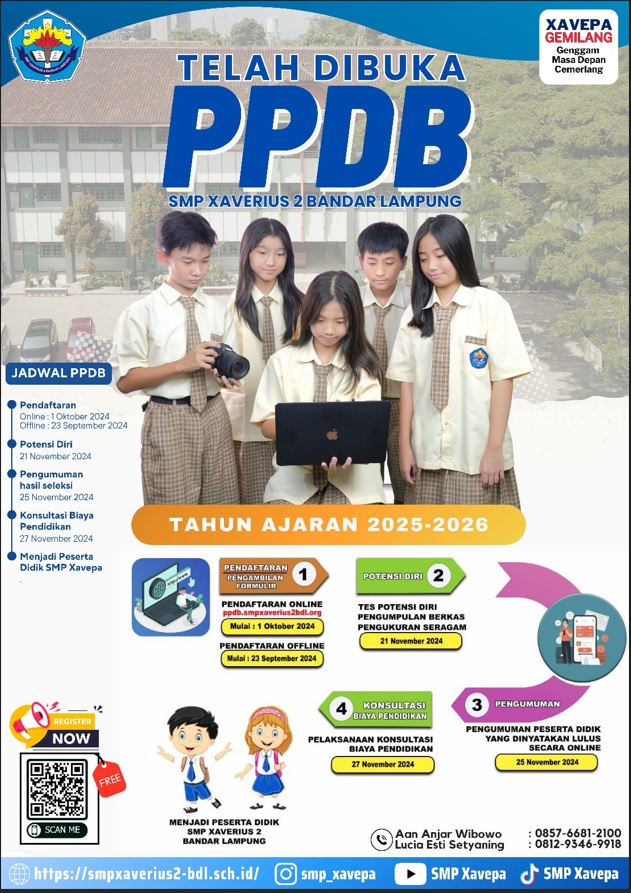 XAVEPA
GEMILANG
Genggam
Masa Depan
Cemerlang
TELAH DIBUKA
PPDB
SMP XAVERIUS 2 BANDAR LAMPUNG
JADWAL PPDB
Pendaftaran
Online : 1 Oktober 2024
Offline : 23 September 2024
Potensi Diri
21 November 2024
Pengumuman
hasil seleksi
25 November 2024
Konsultasi Biaya
Pendidikan
27 November 2024
Menjadi Peserta
Didik SMP Xavepa
TAHUN AJARAN 2025-2026
PENDAFTARAN
PENGAMBILAN
FORMULIR
1
PENDAFTARAN ONLINE
ppdb.smpxaverius2bdl.org
Mulai : 1 Oktober 2024
PENDAFTARAN OFFLINE
Mulai : 23 September 2024
POTENSI DIRI 2
TES POTENSI DIRI
PENGUMPULAN BERKAS
PENGUKURAN SERAGAM
21 November 2024
3 PENGUMUMAN
PENGUMUMAN PESERTA DIDIK
YANG DINYATAKAN LULUS
SECARA ONLINE
25 November 2024
4 KONSULTASI
BIAYA PENDIDIKAN
PELAKSANAAN KONSULTASI
BIAYA PENDIDIKAN
27 November 2024
MENJADI PESERTA DIDIK
SMP XAVERIUS 2
BANDAR LAMPUNG
REGISTER
NOW
FREE
SCAN ME
Aan Anjar Wibowo : 0857-6681-2100
Lucia Esti Setyaning : 0812-9346-9918
https://smpxaverius2-bdl.sch.id/ smp_xavepa SMP Xavepa SMP Xavepa